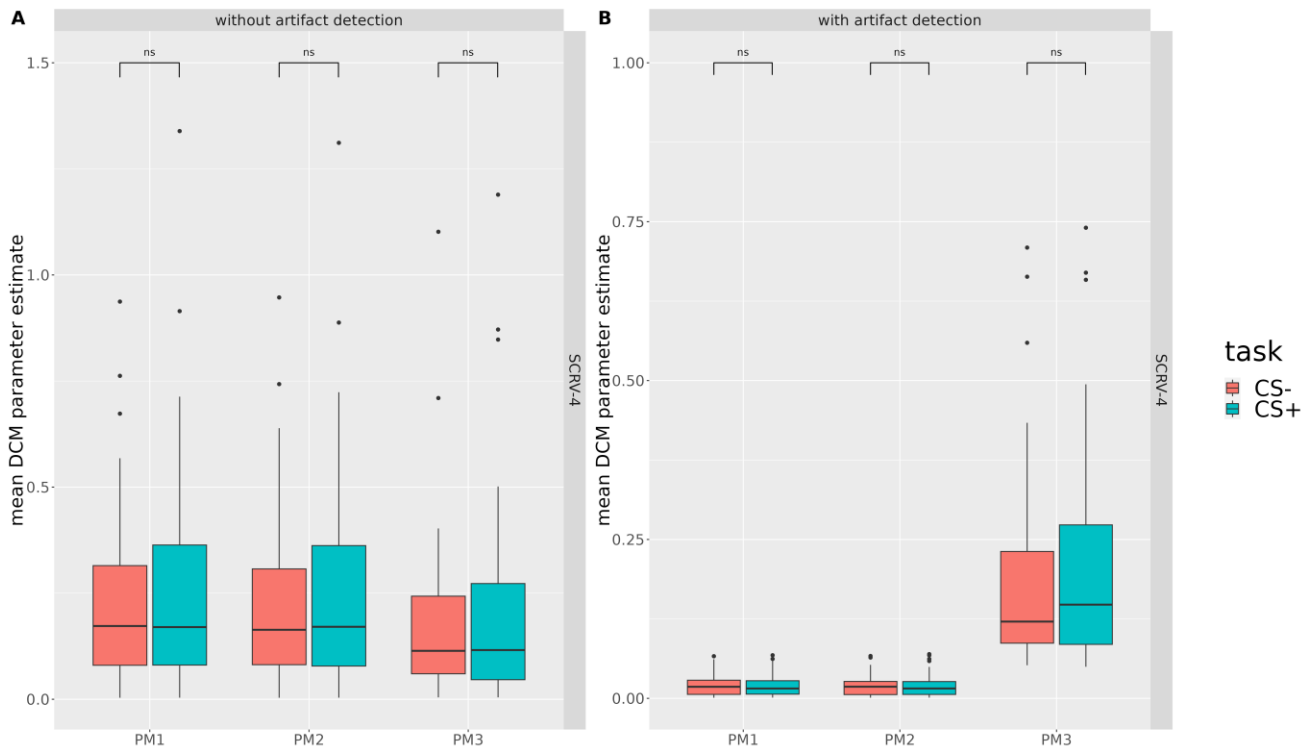 A
without artifact detection
mean DCM parameter estimate
1.5
1.0
0.5
0.0
ns
ns
ns
PM1
PM2
PM3
SCRV-4
B
with artifact detection
mean DCM parameter estimate
1.00
0.75
0.50
0.25
0.00
ns
ns
ns
PM1
PM2
PM3
SCRV-4
task
CS-
CS+